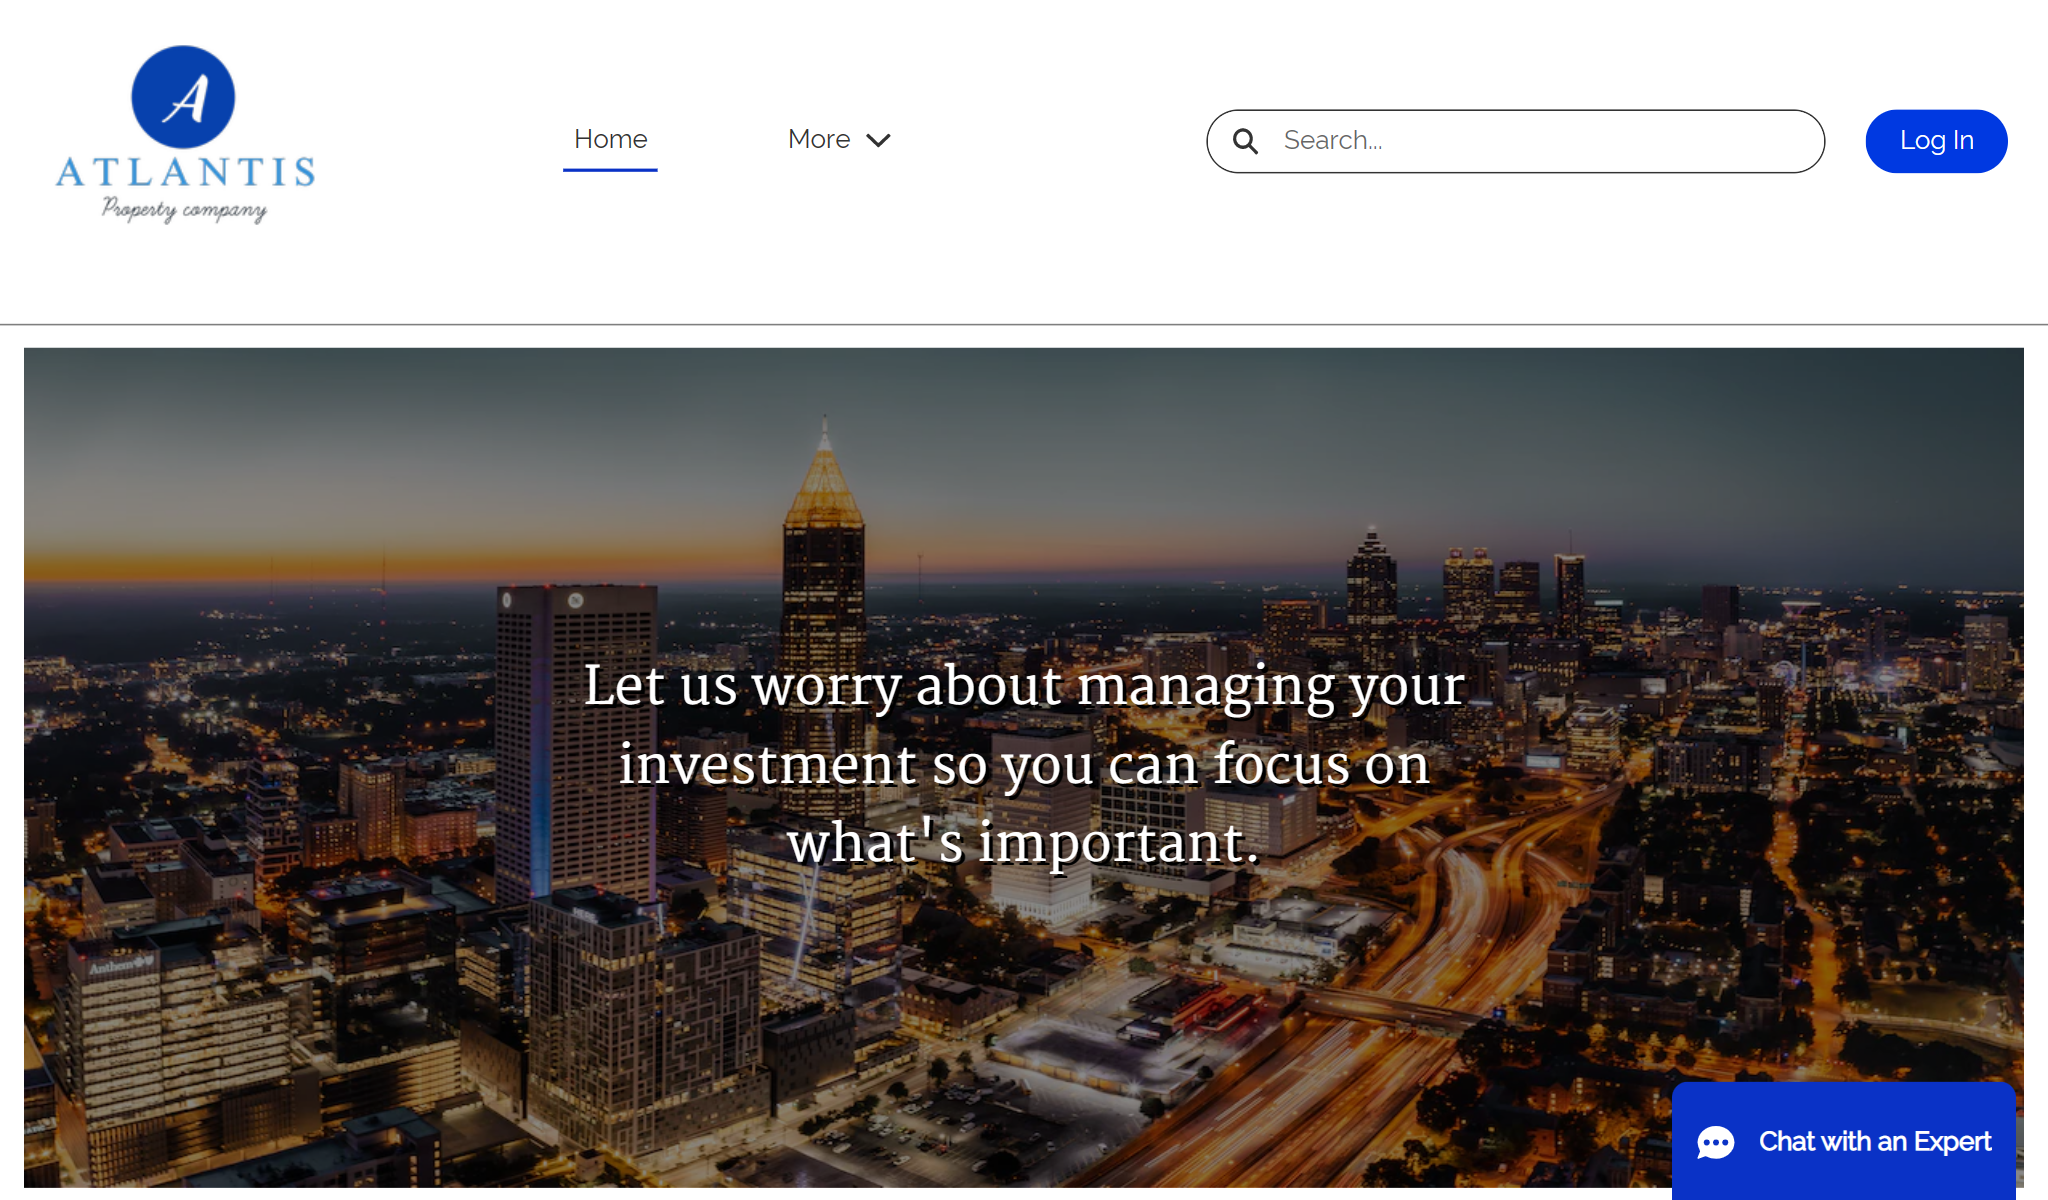 A
ATLANTIS
Property company
Home
More
Search...
Log In
Let us worry about managing your
investment so you can focus on
what's important.
Anthem
Chat with an Expert